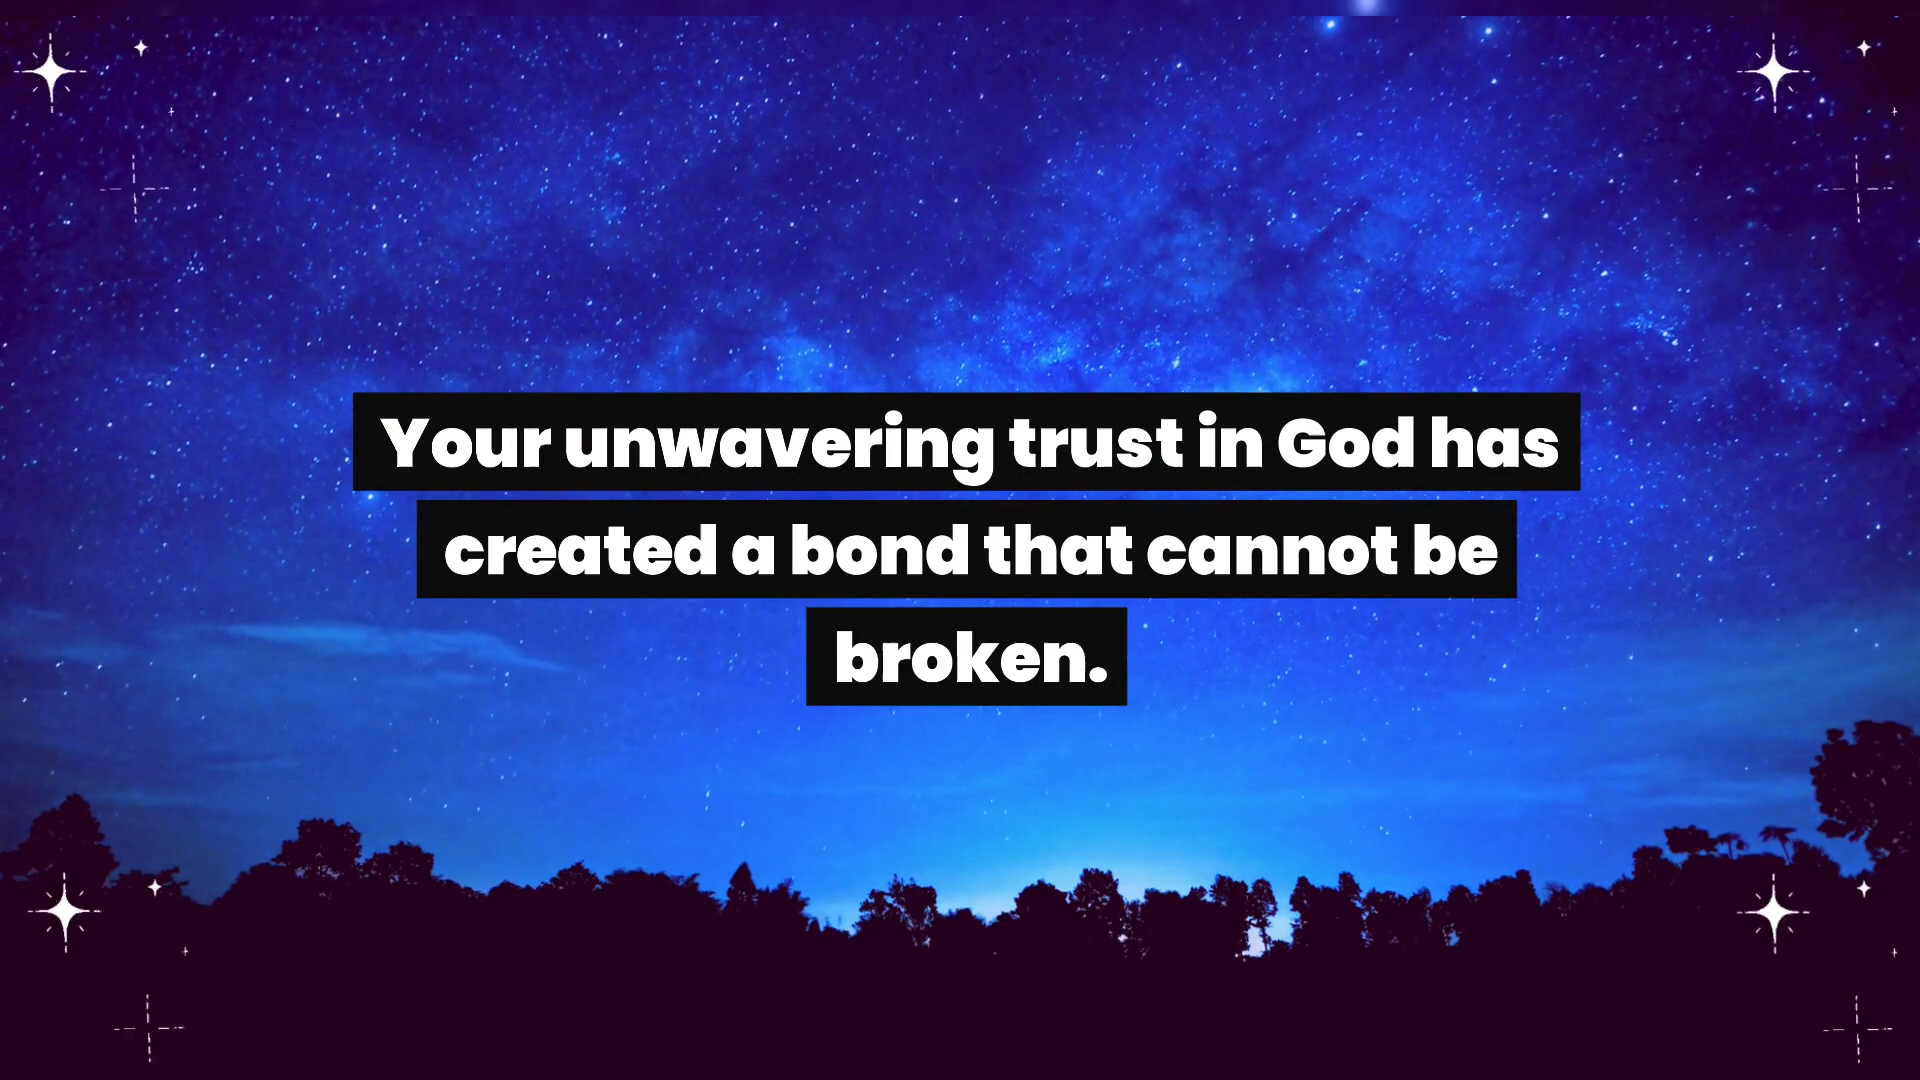 Your unwavering trust in God has
created a bond that cannot be
broken.